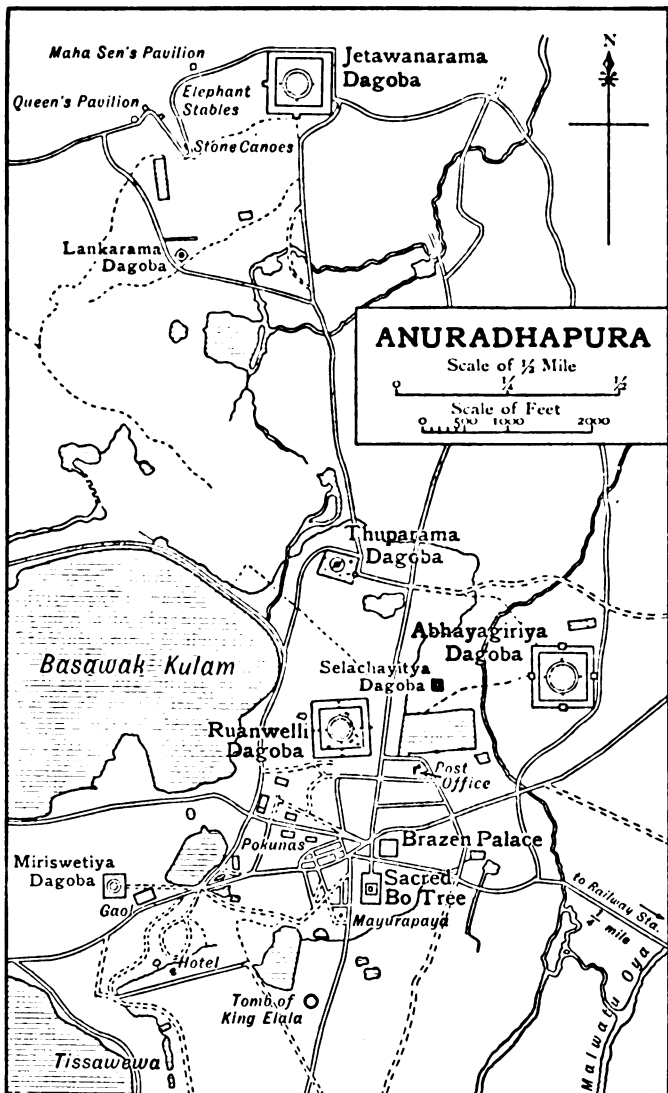 Maha Sen's Pavilion
Jetawanarama
Dagoba
N
Queen's Pavilion
Elephant
Stables
Stone Canoes
Lankarama
Dagoba
ANURADHAPURA
Scale of ½ Mile
0 ¼ ½
Scale of Feet
0 500 1000 2000
Thuparama
Dagoba
Basawak Kulam
Abhayagiriya
Dagoba
Selachayitya
Dagoba
Ruanwelli
Dagoba
Post
Office
Pokunas
Brazen Palace
Miriswetiya
Dagoba
Sacred
Bo Tree
Gaol
Mayurapaya
to Railway Sta.
¼ mile
Hotel
Tomb of
King Elala
Tissawewa
Malwatu Oya